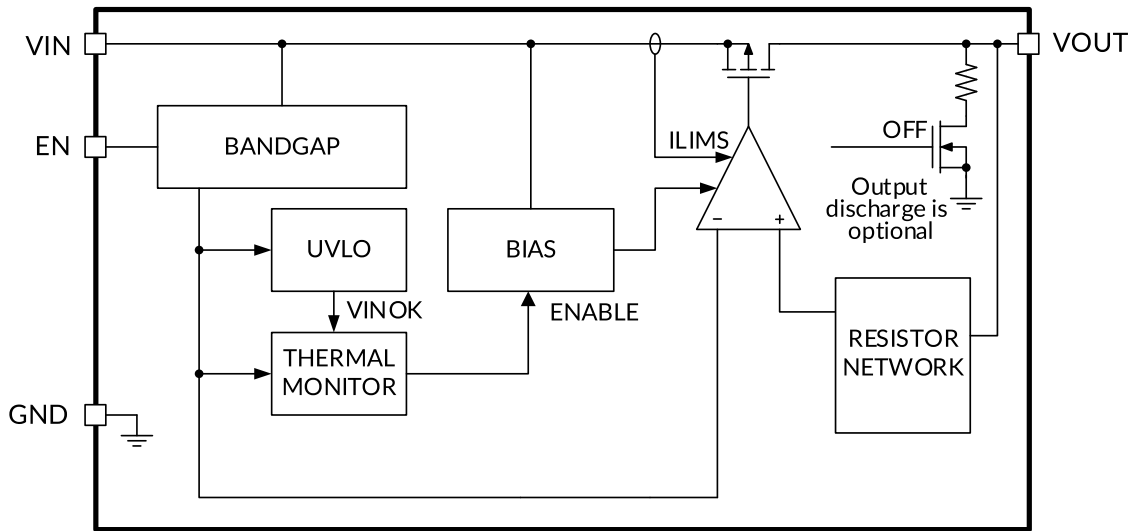 VIN
VOUT
EN
BANDGAP
ILIMS
OFF
Output
discharge is
optional
-
+
UVLO
BIAS
VINOK
ENABLE
THERMAL
MONITOR
RESISTOR
NETWORK
GND